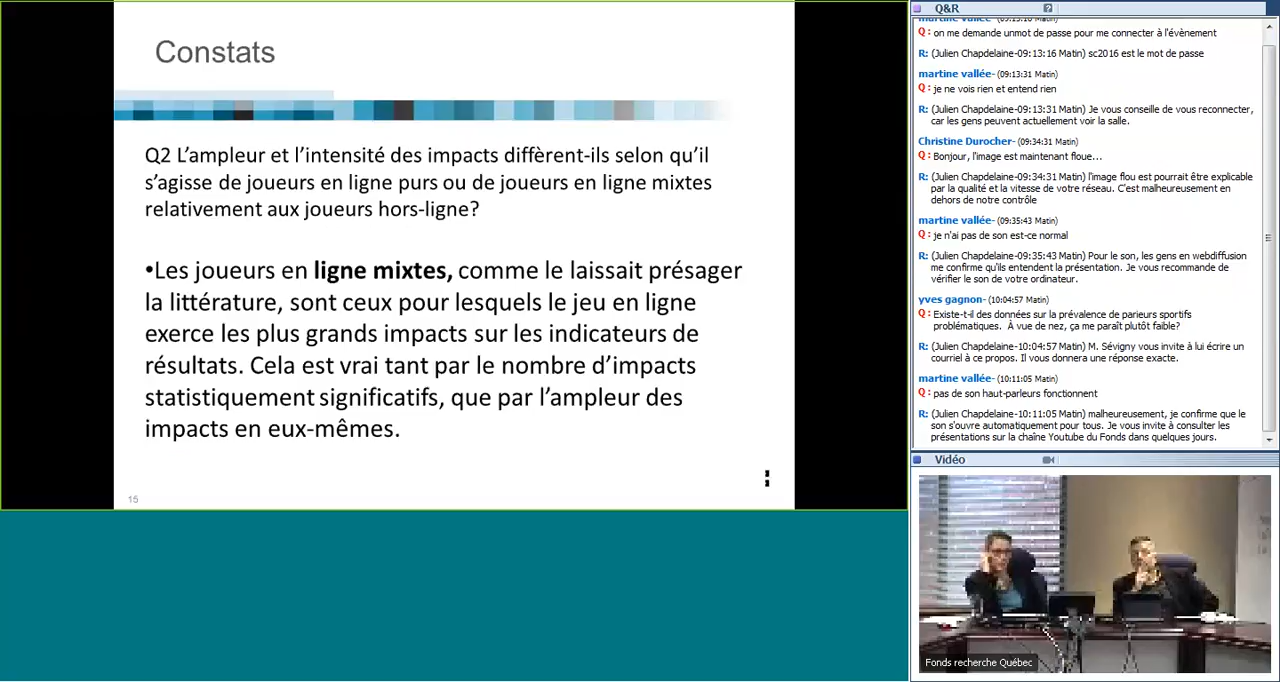 Constats
Q2 L’ampleur et l’intensité des impacts diffèrent-ils selon qu’il
s’agisse de joueurs en ligne purs ou de joueurs en ligne mixtes
relativement aux joueurs hors-ligne?
•Les joueurs en ligne mixtes, comme le laissait présager
la littérature, sont ceux pour lesquels le jeu en ligne
exerce les plus grands impacts sur les indicateurs de
résultats. Cela est vrai tant par le nombre d’impacts
statistiquement significatifs, que par l’ampleur des
impacts en eux-mêmes.
15
Q&R
martine vallée- (09:13:16 Matin)
Q : on me demande unmot de passe pour me connecter à l'évènement
R: (Julien Chapdelaine-09:13:16 Matin) sc2016 est le mot de passe
martine vallée- (09:13:31 Matin)
Q : je ne vois rien et entend rien
R: (Julien Chapdelaine-09:13:31 Matin) Je vous conseille de vous reconnecter,
car les gens peuvent actuellement voir la salle.
Christine Durocher- (09:34:31 Matin)
Q : Bonjour, l'image est maintenant floue...
R: (Julien Chapdelaine-09:34:31 Matin) l'image flou est pourrait être explicable
par la qualité et la vitesse de votre réseau. C'est malheureusement en
dehors de notre contrôle
martine vallée- (09:35:43 Matin)
Q : je n'ai pas de son est-ce normal
R: (Julien Chapdelaine-09:35:43 Matin) Pour le son, les gens en webdiffusion
me confirme qu'ils entendent la présentation. Je vous recommande de
vérifier le son de votre ordinateur.
yves gagnon- (10:04:57 Matin)
Q : Existe-t-il des données sur la prévalence de parieurs sportifs
problématiques. À vue de nez, ça me paraît plutôt faible?
R: (Julien Chapdelaine-10:04:57 Matin) M. Sévigny vous invite à lui écrire un
courriel à ce propos. Il vous donnera une réponse exacte.
martine vallée- (10:11:05 Matin)
Q : pas de son haut-parleurs fonctionnent
R: (Julien Chapdelaine-10:11:05 Matin) malheureusement, je confirme que le
son s'ouvre automatiquement pour tous. Je vous invite à consulter les
présentations sur la chaîne Youtube du Fonds dans quelques jours.
Vidéo
Fonds recherche Québec